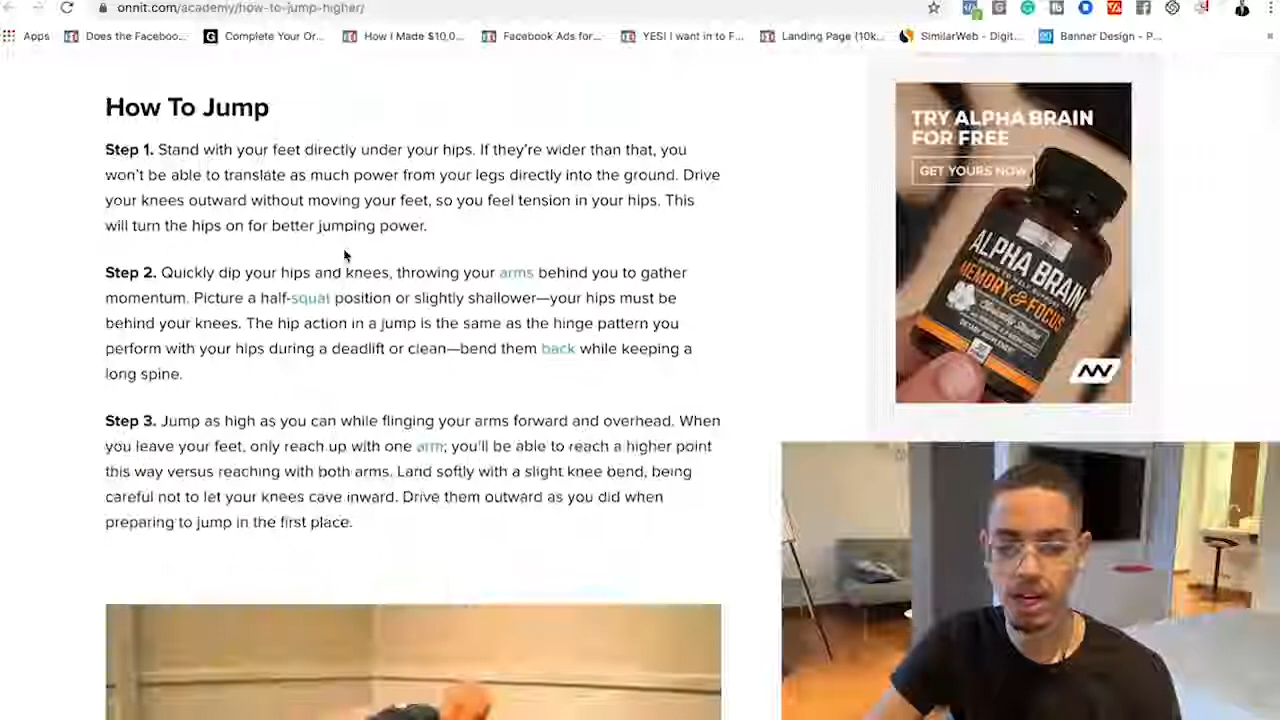 onnit.com/academy/how-to-jump-higher/
Apps
Does the Faceboo...
Complete Your Or...
How I Made $10,0...
Facebook Ads for...
YES! I want in to F...
Landing Page (10k...
SimilarWeb - Digit...
Banner Design - P...
How To Jump
Step 1. Stand with your feet directly under your hips. If they're wider than that, you
won't be able to translate as much power from your legs directly into the ground. Drive
your knees outward without moving your feet, so you feel tension in your hips. This
will turn the hips on for better jumping power.
Step 2. Quickly dip your hips and knees, throwing your arms behind you to gather
momentum. Picture a half-squat position or slightly shallower—your hips must be
behind your knees. The hip action in a jump is the same as the hinge pattern you
perform with your hips during a deadlift or clean—bend them back while keeping a
long spine.
Step 3. Jump as high as you can while flinging your arms forward and overhead. When
you leave your feet, only reach up with one arm; you'll be able to reach a higher point
this way versus reaching with both arms. Land softly with a slight knee bend, being
careful not to let your knees cave inward. Drive them outward as you did when
preparing to jump in the first place.
TRY ALPHA BRAIN
FOR FREE
GET YOURS NOW
ALPHA BRAIN
MEMORY & FOCUS
Clinically Studied
DIETARY SUPPLEMENT